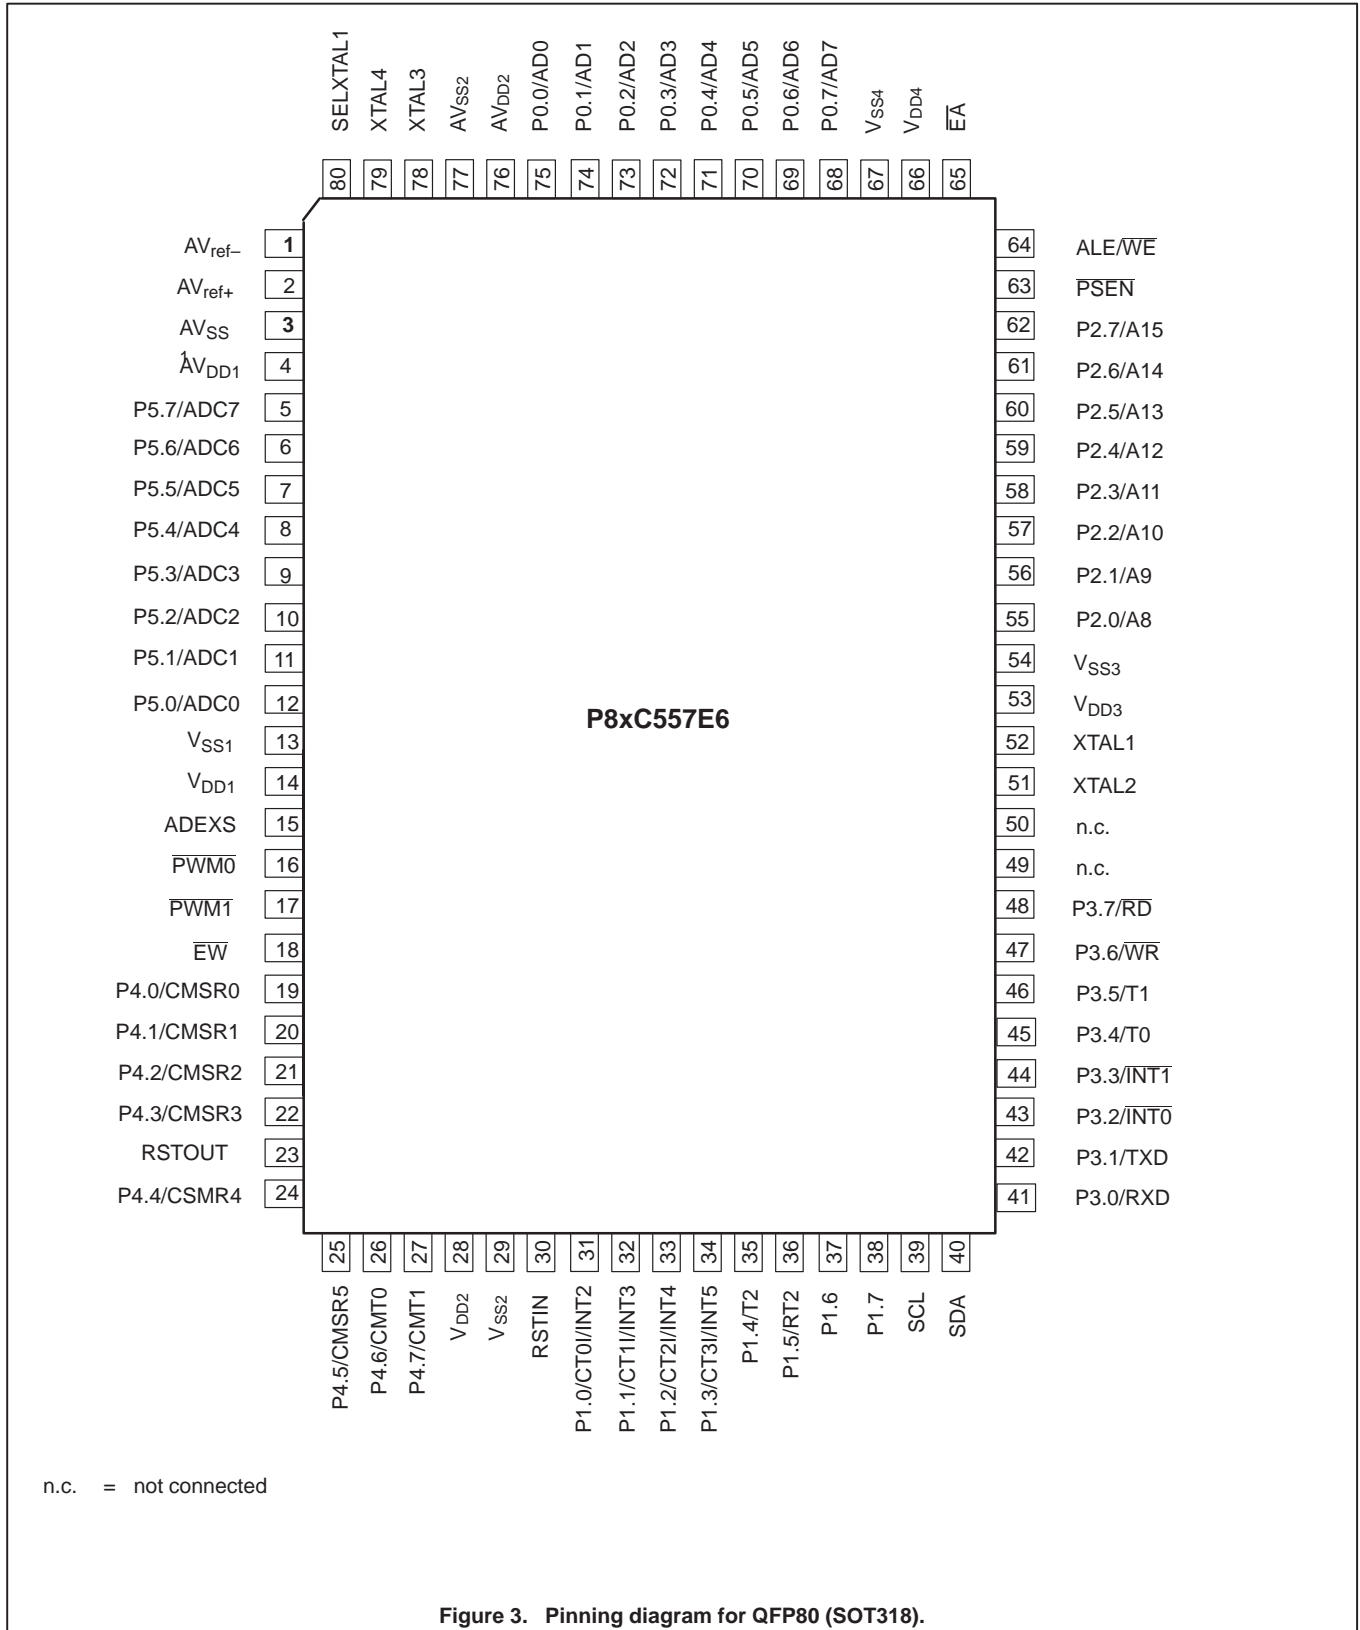 SELXTAL1
XTAL4
XTAL3
AVSS2
AVDD2
P0.0/AD0
P0.1/AD1
P0.2/AD2
P0.3/AD3
P0.4/AD4
P0.5/AD5
P0.6/AD6
P0.7/AD7
VSS4
VDD4
E̅A̅
80 79 78 77 76 75 74 73 72 71 70 69 68 67 66 65
AVref– 1
AVref+ 2
AVSS 3
1
AVDD1 4
P5.7/ADC7 5
P5.6/ADC6 6
P5.5/ADC5 7
P5.4/ADC4 8
P5.3/ADC3 9
P5.2/ADC2 10
P5.1/ADC1 11
P5.0/ADC0 12
VSS1 13
VDD1 14
ADEXS 15
P̅W̅M̅0̅ 16
P̅W̅M̅1̅ 17
E̅W̅ 18
P4.0/CMSR0 19
P4.1/CMSR1 20
P4.2/CMSR2 21
P4.3/CMSR3 22
RSTOUT 23
P4.4/CSMR4 24
P8xC557E6
64 ALE/W̅E̅
63 P̅S̅E̅N̅
62 P2.7/A15
61 P2.6/A14
60 P2.5/A13
59 P2.4/A12
58 P2.3/A11
57 P2.2/A10
56 P2.1/A9
55 P2.0/A8
54 VSS3
53 VDD3
52 XTAL1
51 XTAL2
50 n.c.
49 n.c.
48 P3.7/R̅D̅
47 P3.6/W̅R̅
46 P3.5/T1
45 P3.4/T0
44 P3.3/I̅N̅T̅1̅
43 P3.2/I̅N̅T̅0̅
42 P3.1/TXD
41 P3.0/RXD
25 26 27 28 29 30 31 32 33 34 35 36 37 38 39 40
P4.5/CMSR5
P4.6/CMT0
P4.7/CMT1
VDD2
VSS2
RSTIN
P1.0/CT0I/INT2
P1.1/CT1I/INT3
P1.2/CT2I/INT4
P1.3/CT3I/INT5
P1.4/T2
P1.5/RT2
P1.6
P1.7
SCL
SDA
n.c. = not connected
Figure 3. Pinning diagram for QFP80 (SOT318).